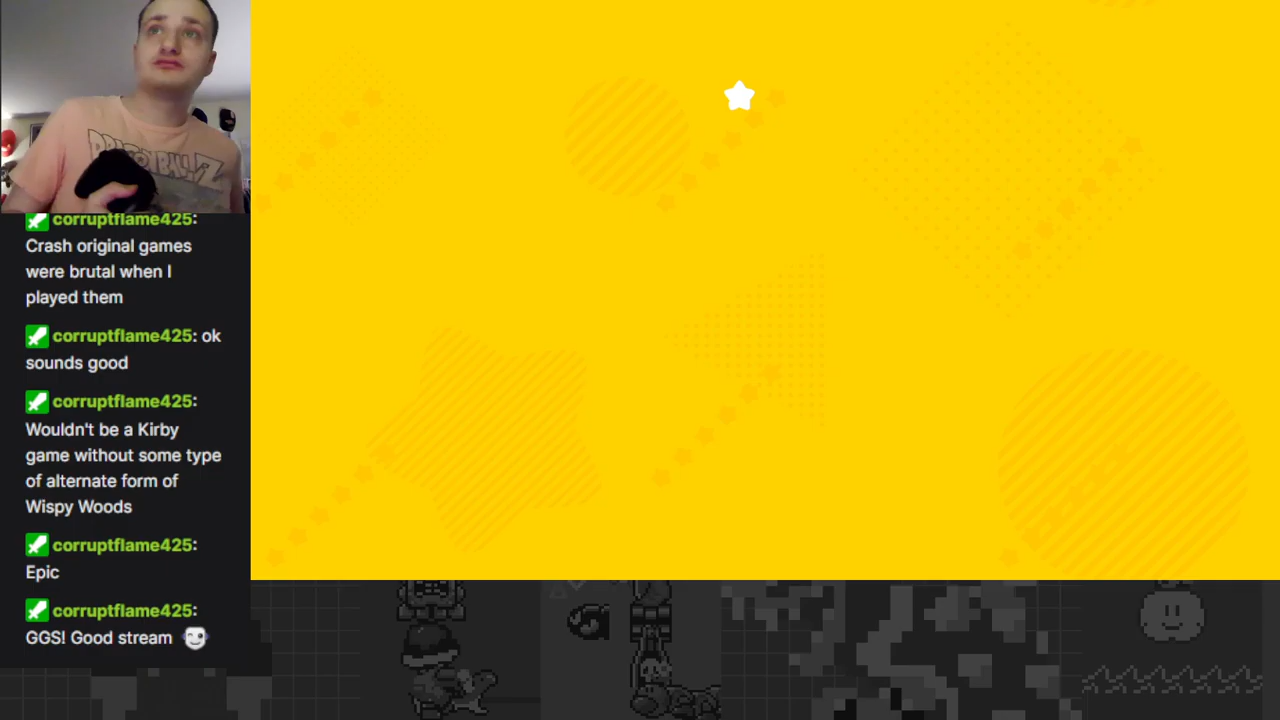 DRAGONBALL Z
corruptflame425:
Crash original games
were brutal when I
played them
corruptflame425: ok
sounds good
corruptflame425:
Wouldn't be a Kirby
game without some type
of alternate form of
Wispy Woods
corruptflame425:
Epic
corruptflame425:
GGS! Good stream